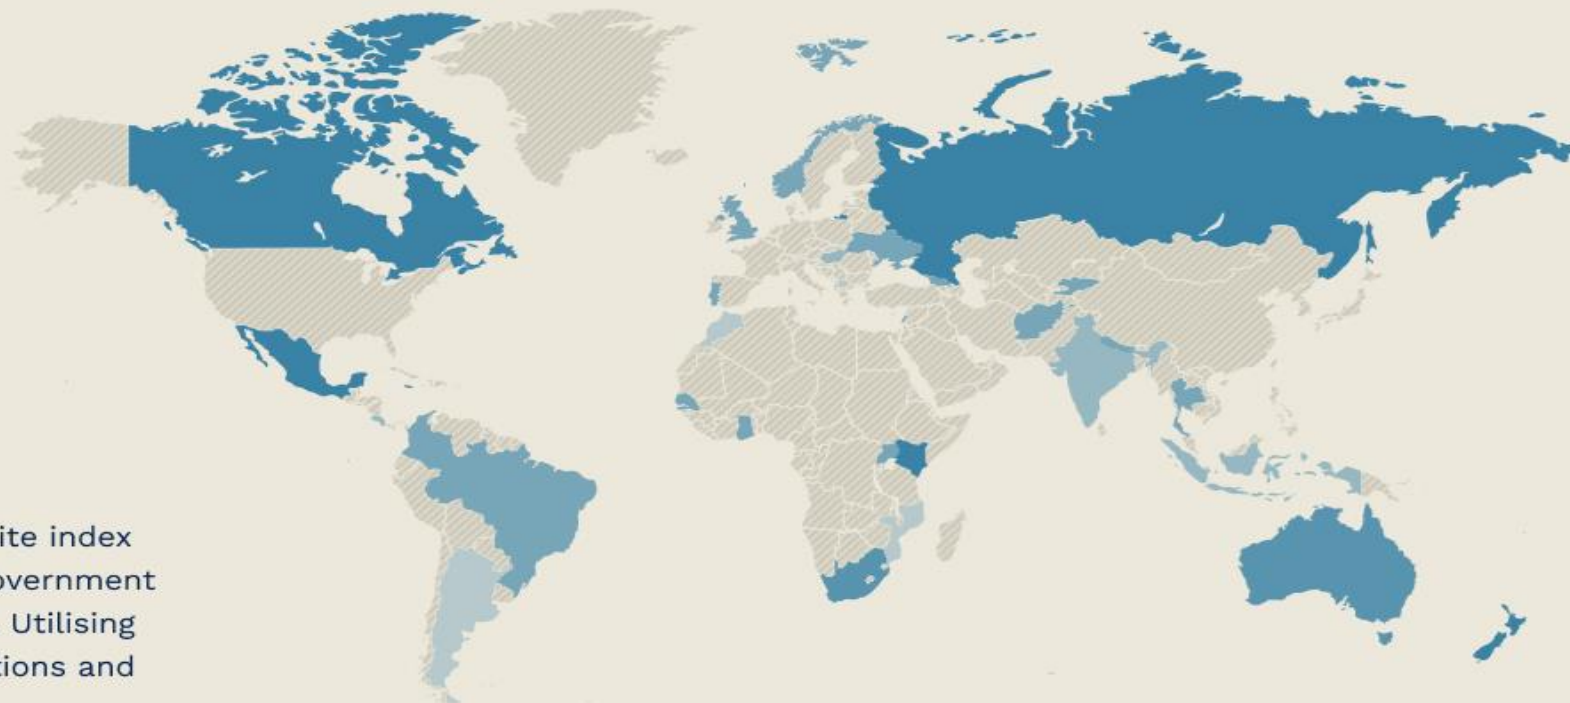 ite index
overnment
Utilising
tions and